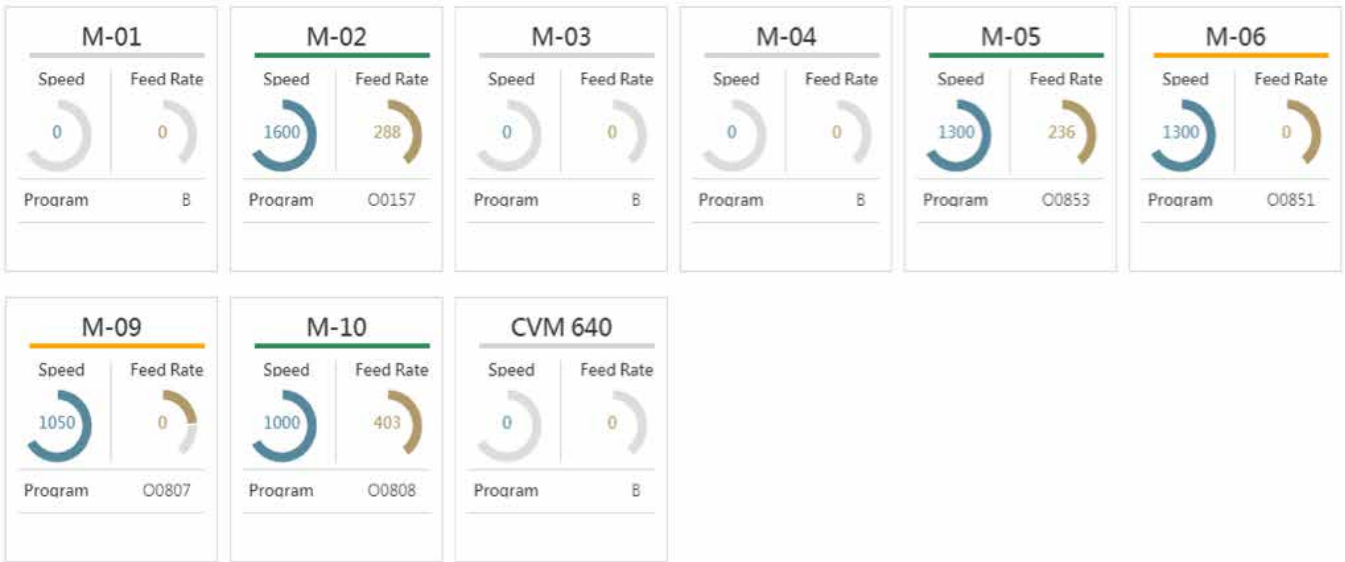 M-01 M-02 M-03 M-04 M-05 M-06
Speed Feed Rate Speed Feed Rate Speed Feed Rate Speed Feed Rate Speed Feed Rate Speed Feed Rate
0 0 1600 288 0 0 0 0 1300 236 1300 0
Program B Program O0157 Program B Program B Program O0853 Program O0851
M-09 M-10 CVM 640
Speed Feed Rate Speed Feed Rate Speed Feed Rate
1050 0 1000 403 0 0
Program O0807 Program O0808 Program B